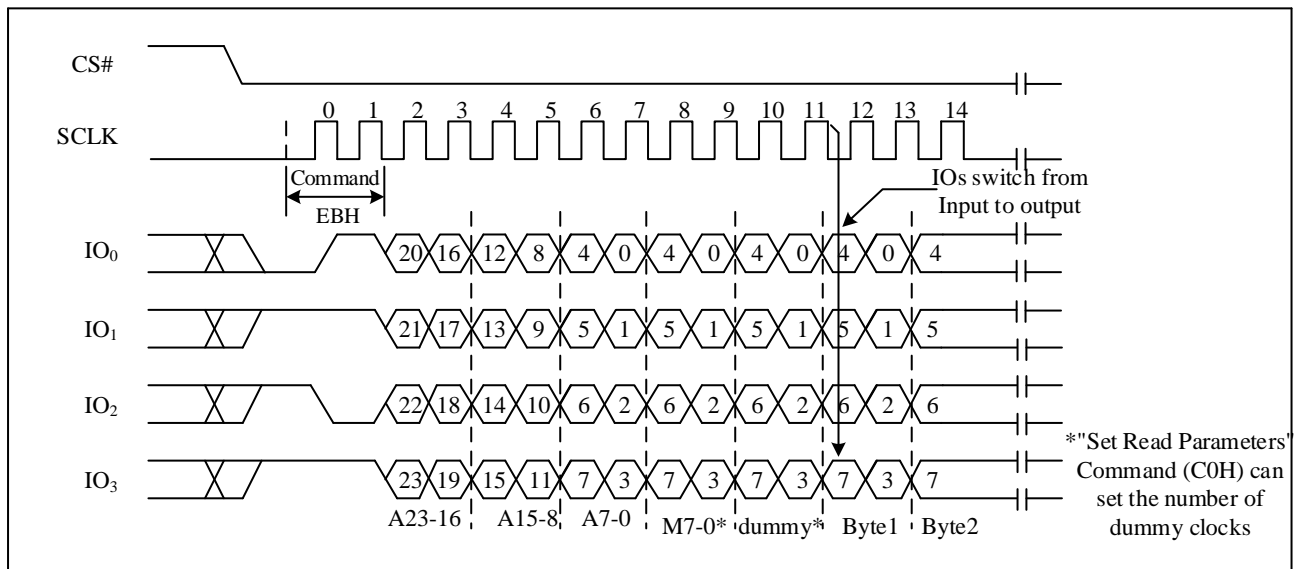 CS#
0 1 2 3 4 5 6 7 8 9 10 11 12 13 14
SCLK
Command
EBH
IOs switch from
Input to output
IO0 20 16 12 8 4 0 4 0 4 0 4 0 4
IO1 21 17 13 9 5 1 5 1 5 1 5 1 5
IO2 22 18 14 10 6 2 6 2 6 2 6 2 6
IO3 23 19 15 11 7 3 7 3 7 3 7 3 7
A23-16 A15-8 A7-0 M7-0* dummy* Byte1 Byte2
*"Set Read Parameters"
Command (C0H) can
set the number of
dummy clocks